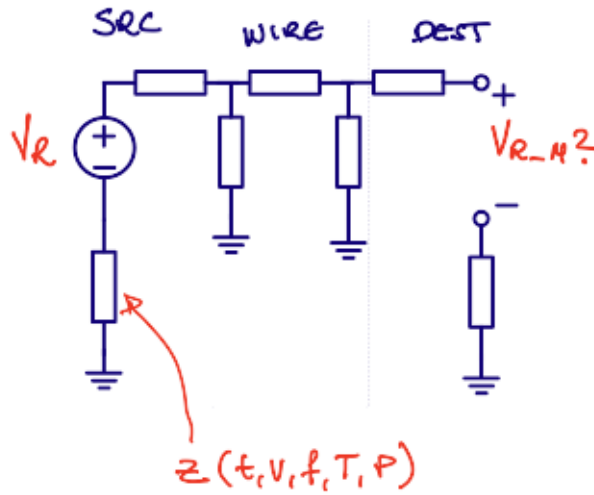 SRC WIRE DEST
+
VR
+
−
VR_M?
−
z(t,v,f,T,P)